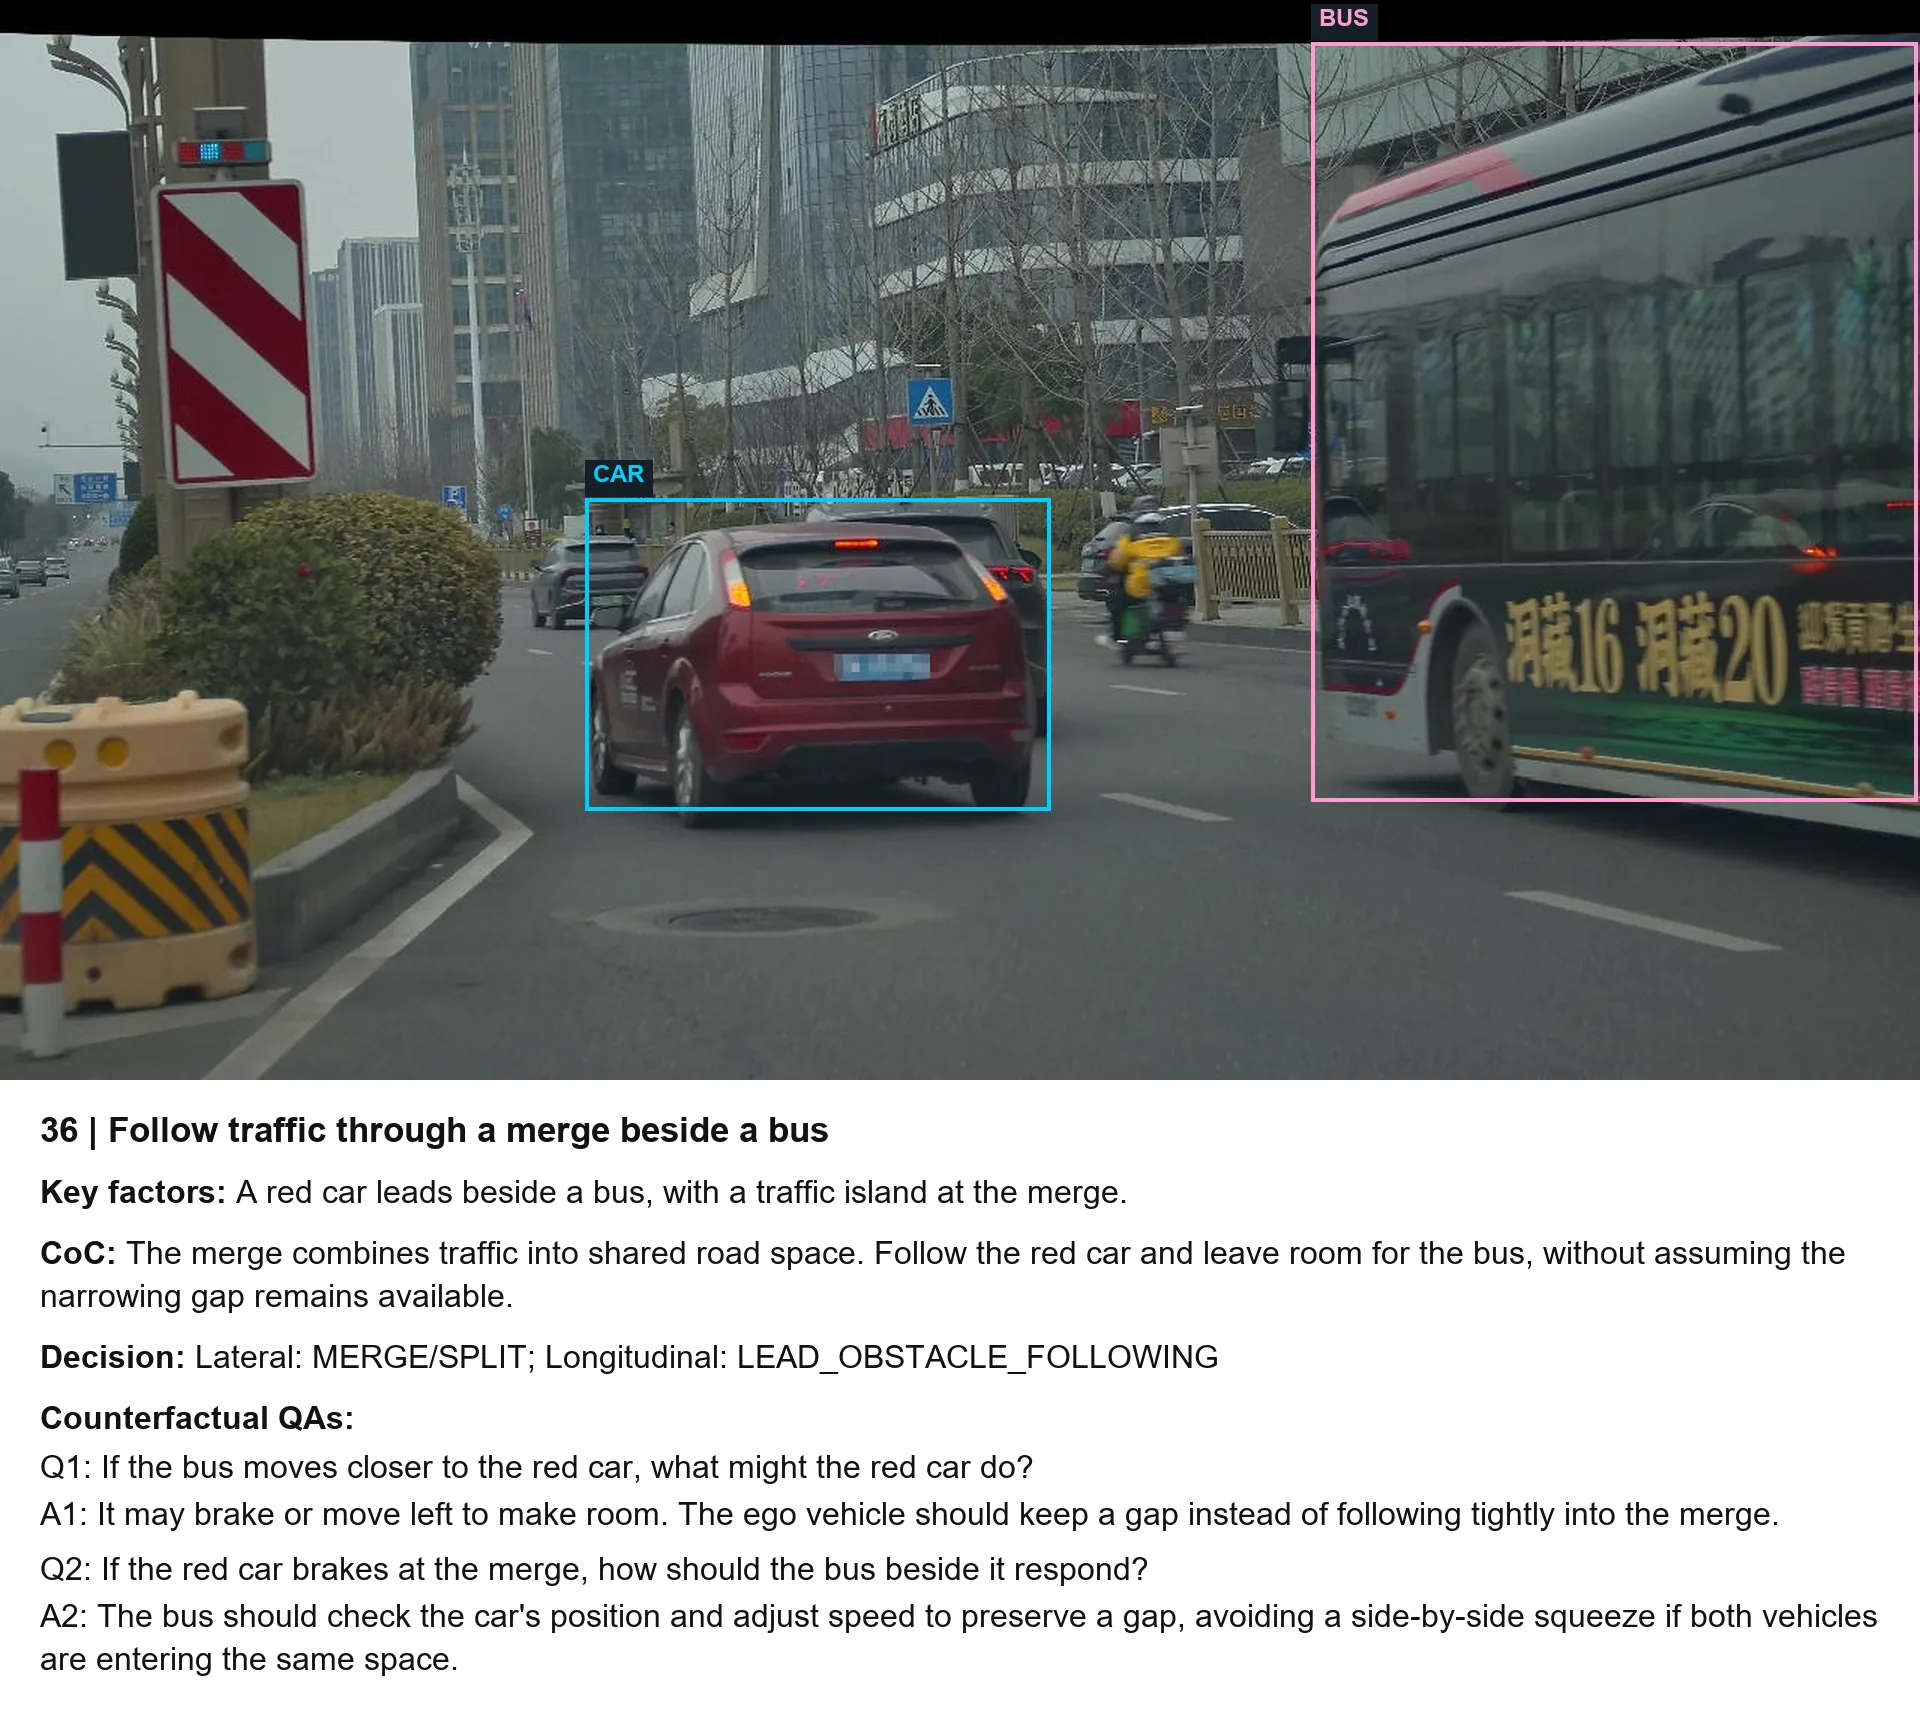 BUS
CAR
洞藏16 洞藏20
36 | Follow traffic through a merge beside a bus
Key factors: A red car leads beside a bus, with a traffic island at the merge.
CoC: The merge combines traffic into shared road space. Follow the red car and leave room for the bus, without assuming the
narrowing gap remains available.
Decision: Lateral: MERGE/SPLIT; Longitudinal: LEAD_OBSTACLE_FOLLOWING
Counterfactual QAs:
Q1: If the bus moves closer to the red car, what might the red car do?
A1: It may brake or move left to make room. The ego vehicle should keep a gap instead of following tightly into the merge.
Q2: If the red car brakes at the merge, how should the bus beside it respond?
A2: The bus should check the car's position and adjust speed to preserve a gap, avoiding a side-by-side squeeze if both vehicles
are entering the same space.